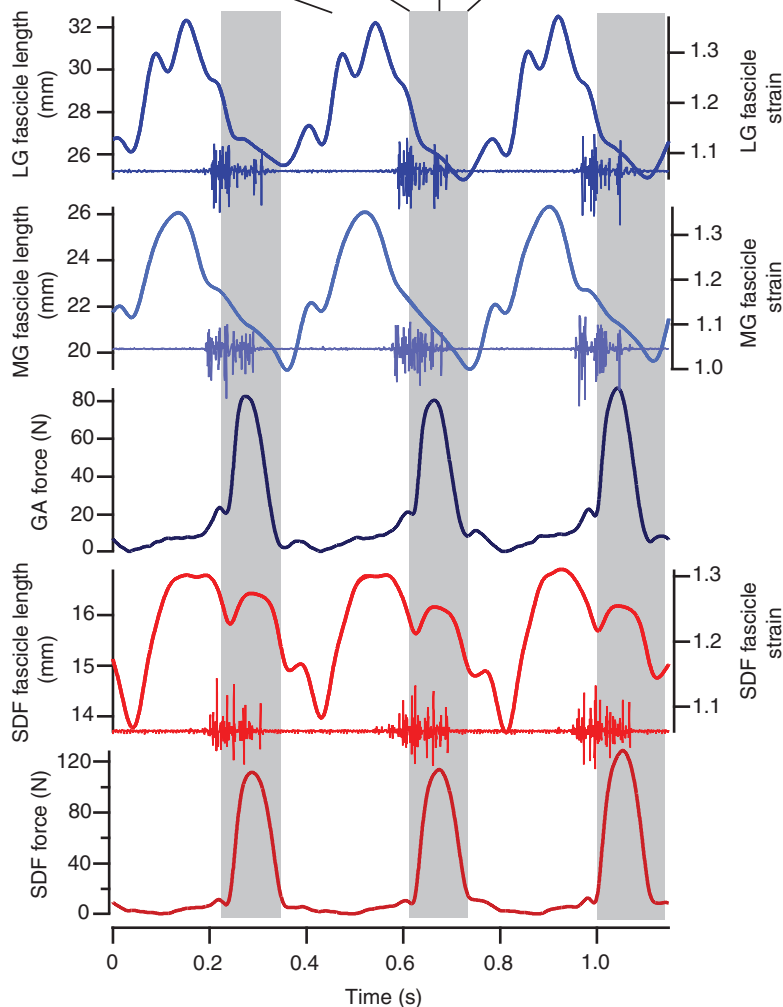 LG fascicle length
(mm)
32
30
28
26
1.3
1.2
1.1
LG fascicle
strain
MG fascicle length
(mm)
26
24
22
20
1.3
1.2
1.1
1.0
MG fascicle
strain
GA force (N)
80
60
40
20
0
SDF fascicle length
(mm)
16
15
14
1.3
1.2
1.1
SDF fascicle
strain
SDF force (N)
120
80
40
0
0
0.2
0.4
0.6
0.8
1.0
Time (s)